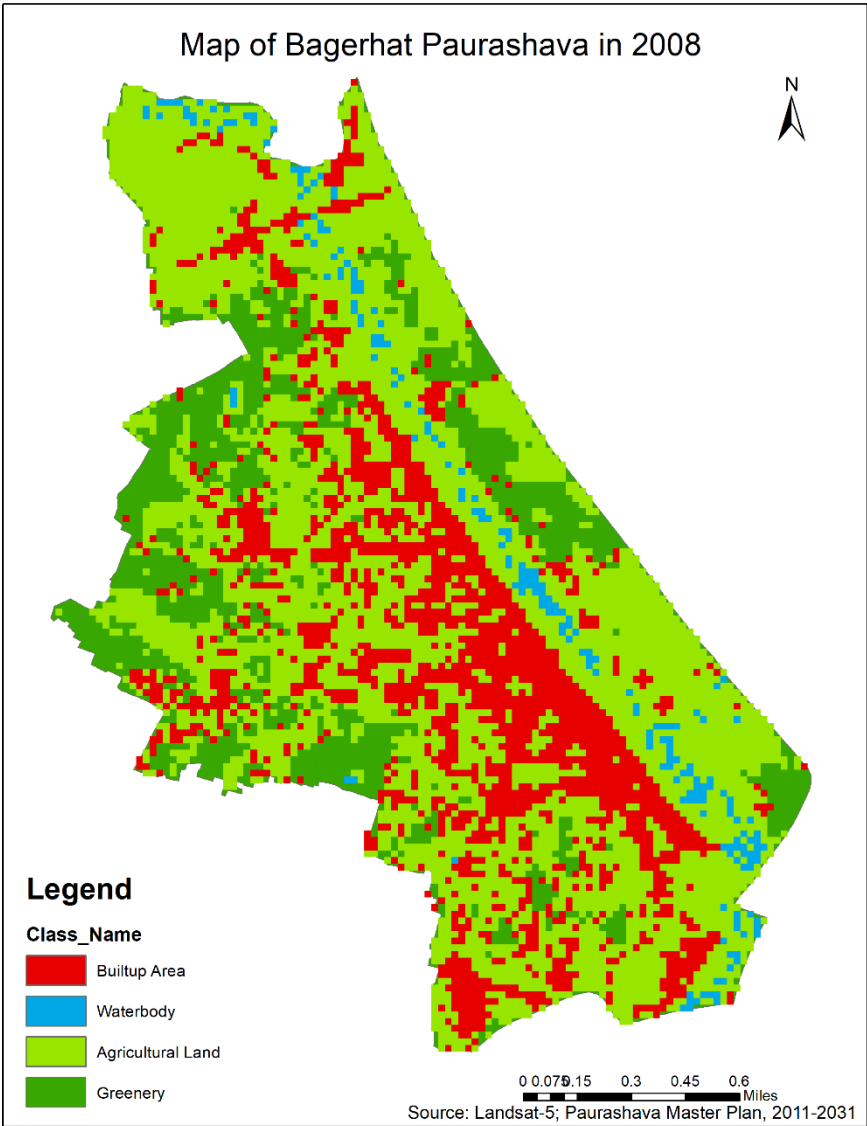 Map of Bagerhat Paurashava in 2008
N
Legend
Class_Name
Builtup Area
Waterbody
Agricultural Land
Greenery
0 0.075 0.15 0.3 0.45 0.6
Miles
Source: Landsat-5; Paurashava Master Plan, 2011-2031